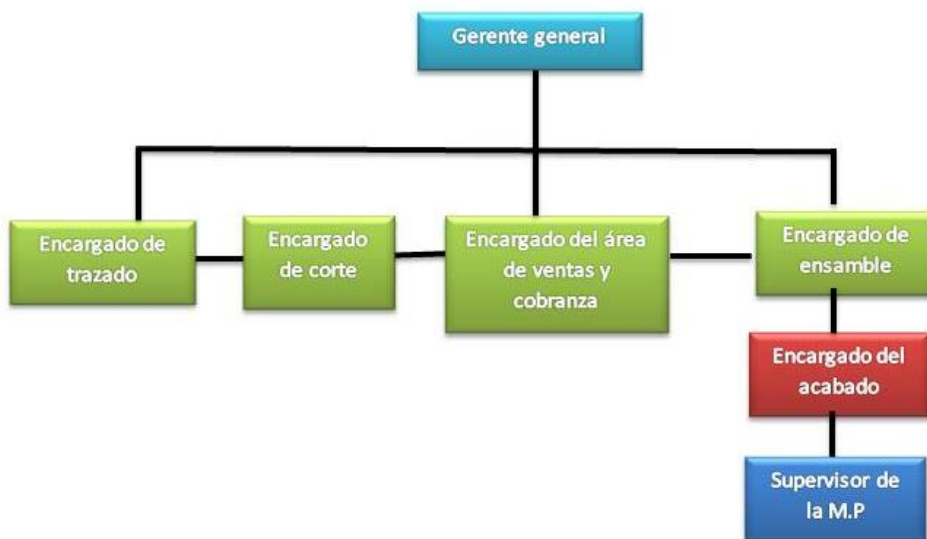 Gerente general
Encargado de
trazado
Encargado
de corte
Encargado del área
de ventas y
cobranza
Encargado de
ensamble
Encargado del
acabado
Supervisor de
la M.P